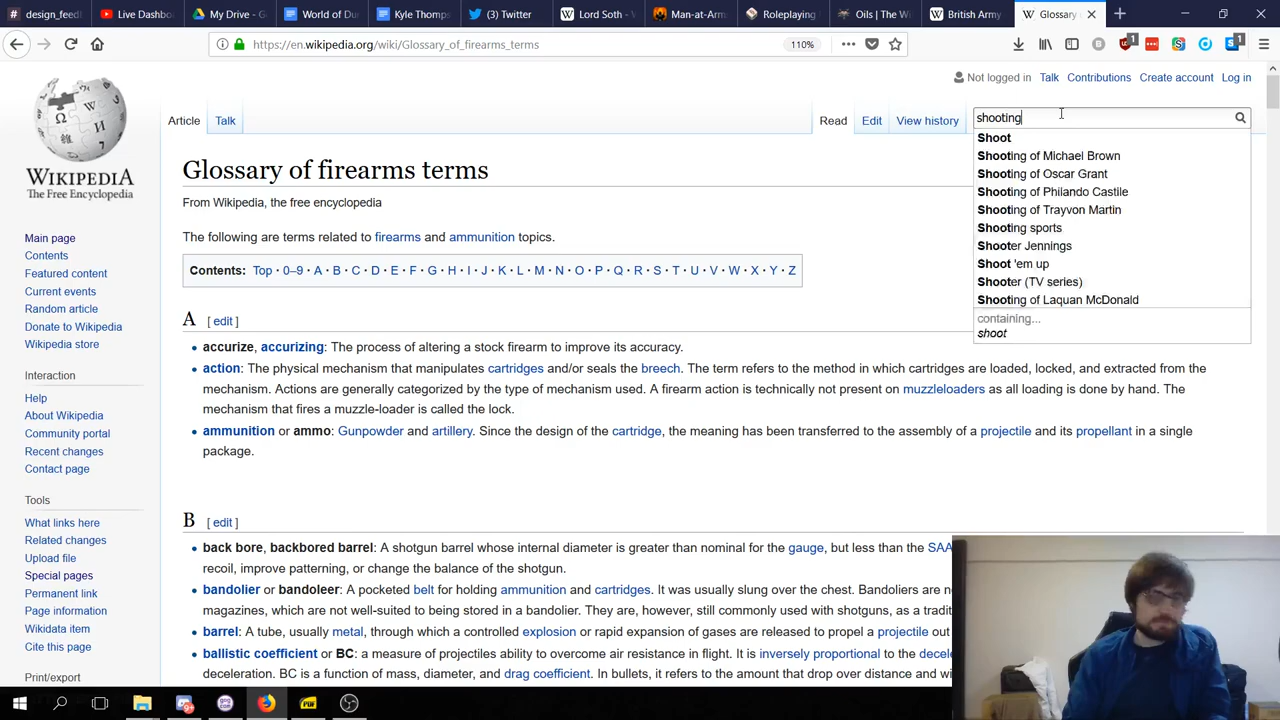 design_feed
Live Dashbo
My Drive - G
World of Du
Kyle Thomps
(3) Twitter
Lord Soth -
Man-at-Arm
Roleplaying
Oils | The Wi
British Army
Glossary
https://en.wikipedia.org/wiki/Glossary_of_firearms_terms
110%
Not logged in Talk Contributions Create account Log in
Article Talk Read Edit View history
shooting
Shoot
Shooting of Michael Brown
Shooting of Oscar Grant
Shooting of Philando Castile
Shooting of Trayvon Martin
Shooting sports
Shooter Jennings
Shoot 'em up
Shooter (TV series)
Shooting of Laquan McDonald
containing...
shoot
WIKIPEDIA
The Free Encyclopedia
Main page
Contents
Featured content
Current events
Random article
Donate to Wikipedia
Wikipedia store
Interaction
Help
About Wikipedia
Community portal
Recent changes
Contact page
Tools
What links here
Related changes
Upload file
Special pages
Permanent link
Page information
Wikidata item
Cite this page
Print/export
Glossary of firearms terms
From Wikipedia, the free encyclopedia
The following are terms related to firearms and ammunition topics.
Contents: Top · 0–9 · A · B · C · D · E · F · G · H · I · J · K · L · M · N · O · P · Q · R · S · T · U · V · W · X · Y · Z
A [ edit ]
accurize, accurizing: The process of altering a stock firearm to improve its accuracy.
action: The physical mechanism that manipulates cartridges and/or seals the breech. The term refers to the method in which cartridges are loaded, locked, and extracted from the
mechanism. Actions are generally categorized by the type of mechanism used. A firearm action is technically not present on muzzleloaders as all loading is done by hand. The
mechanism that fires a muzzle-loader is called the lock.
ammunition or ammo: Gunpowder and artillery. Since the design of the cartridge, the meaning has been transferred to the assembly of a projectile and its propellant in a single
package.
B [ edit ]
back bore, backbored barrel: A shotgun barrel whose internal diameter is greater than nominal for the gauge, but less than the SAA
recoil, improve patterning, or change the balance of the shotgun.
bandolier or bandoleer: A pocketed belt for holding ammunition and cartridges. It was usually slung over the chest. Bandoliers are n
magazines, which are not well-suited to being stored in a bandolier. They are, however, still commonly used with shotguns, as a tradit
barrel: A tube, usually metal, through which a controlled explosion or rapid expansion of gases are released to propel a projectile out
ballistic coefficient or BC: a measure of projectiles ability to overcome air resistance in flight. It is inversely proportional to the decele
deceleration. BC is a function of mass, diameter, and drag coefficient. In bullets, it refers to the amount that drop over distance and wi